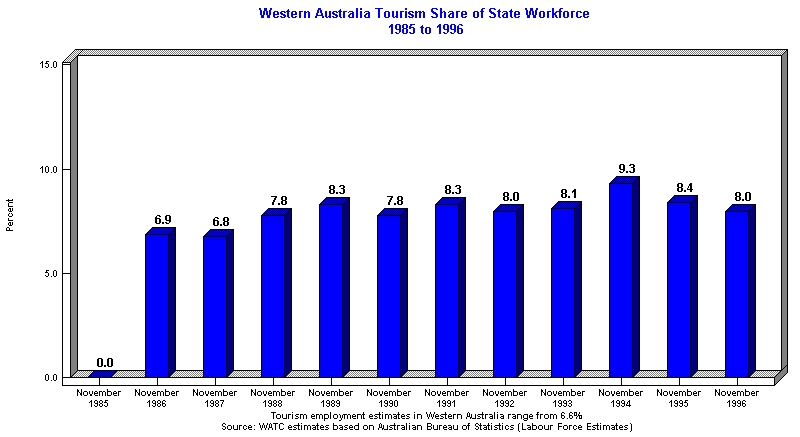 Western Australia Tourism Share of State Workforce
1985 to 1996
15.0
10.0
5.0
0.0
Percent
0.0
6.9
6.8
7.8
8.3
7.8
8.3
8.0
8.1
9.3
8.4
8.0
November 1985
November 1986
November 1987
November 1988
November 1989
November 1990
November 1991
November 1992
November 1993
November 1994
November 1995
November 1996
Tourism employment estimates in Western Australia range from 6.6%
Source: WATC estimates based on Australian Bureau of Statistics (Labour Force Estimates)